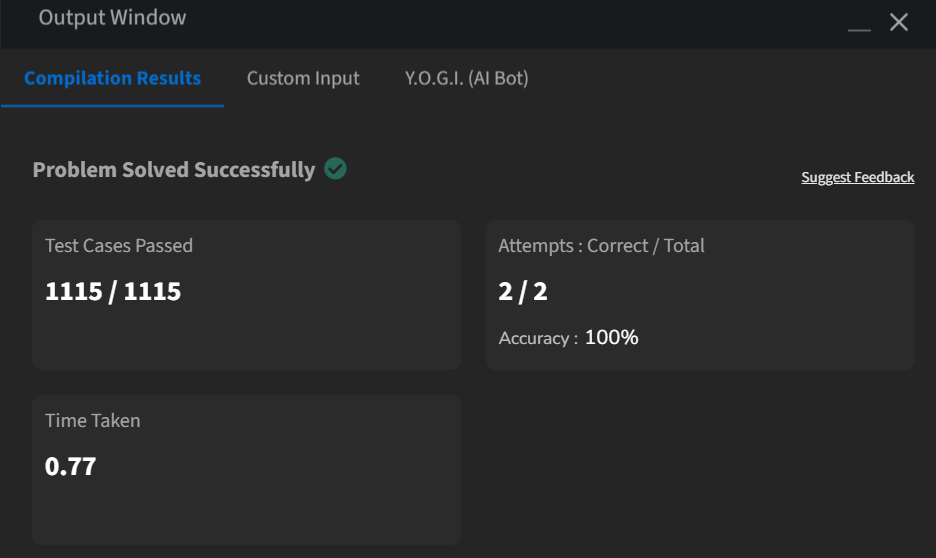 Output Window
Compilation Results Custom Input Y.O.G.I. (AI Bot)
Problem Solved Successfully
Suggest Feedback
Test Cases Passed
1115 / 1115
Attempts : Correct / Total
2 / 2
Accuracy : 100%
Time Taken
0.77